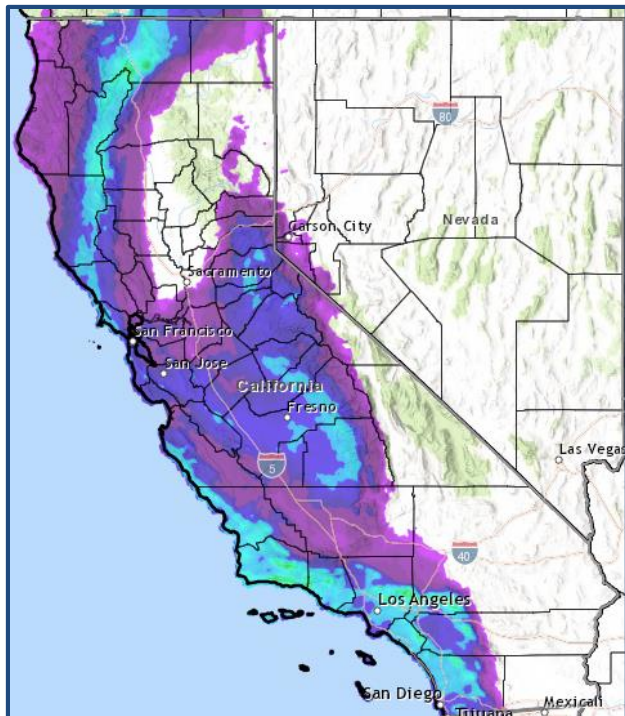 80
Nevada
Carson City
Sacramento
San Francisco
San Jose
California
Fresno
5
Las Vegas
40
Los Angeles
San Diego
Mexicali
Tijuana